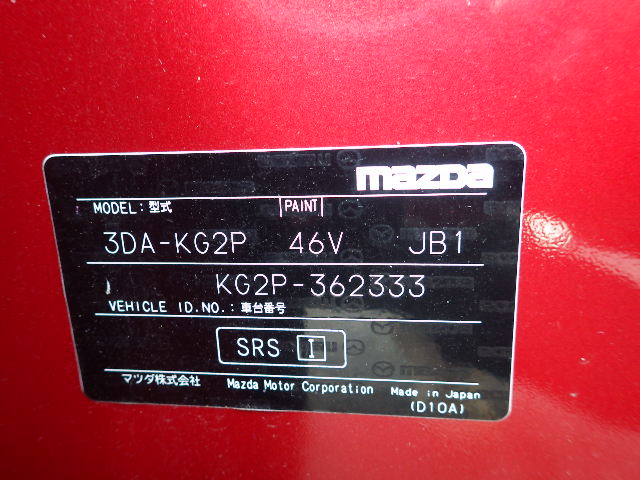 mazda
MODEL: 型式 PAINT
3DA-KG2P 46V JB1
KG2P-362333
VEHICLE ID.NO.: 車台番号
SRS I
マツダ株式会社 Mazda Motor Corporation Made in Japan
(D10A)